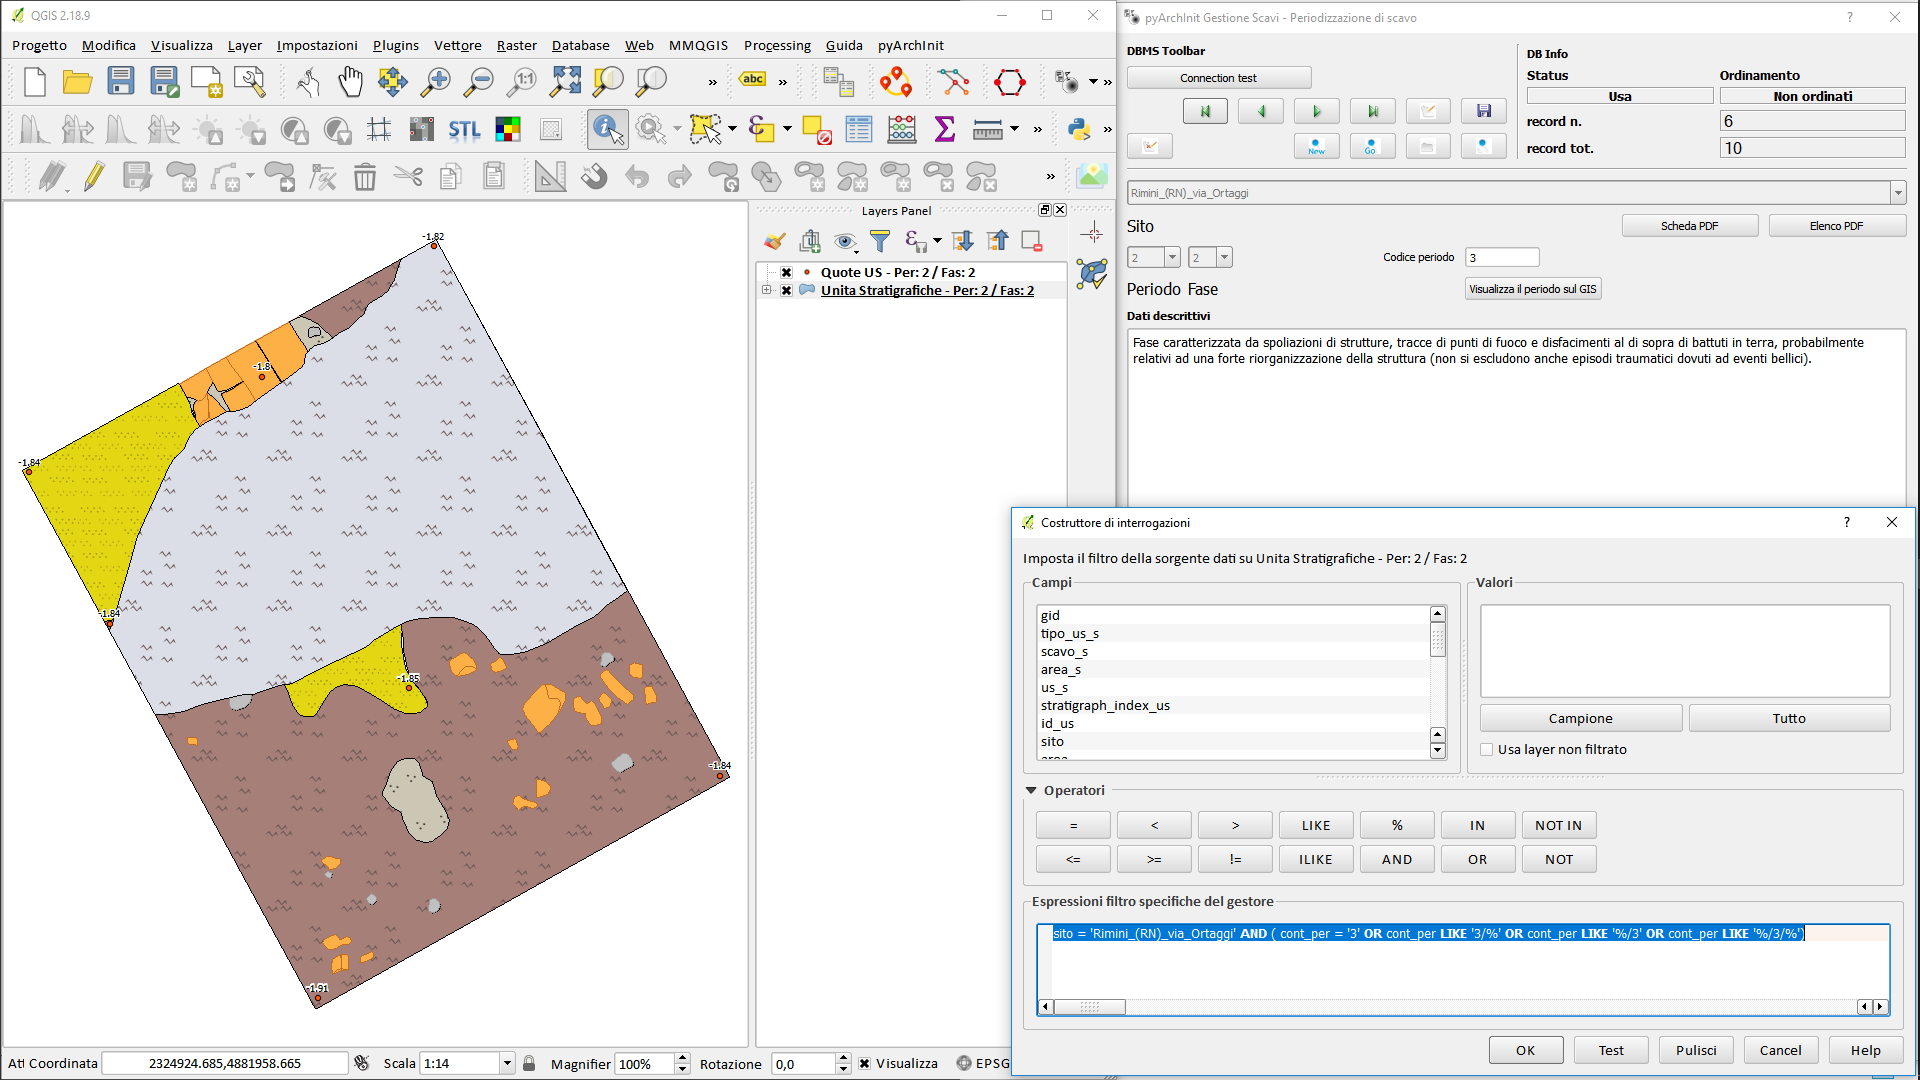 QGIS 2.18.9
Progetto Modifica Visualizza Layer Impostazioni Plugins Vettore Raster Database Web MMQGIS Processing Guida pyArchInit
abc
1:1
STL
-1.82
-1.8
-1.84
-1.84
-1.85
-1.84
-1.91
Layers Panel
Quote US - Per: 2 / Fas: 2
Unita Stratigrafiche - Per: 2 / Fas: 2
Coordinata 2324924.685,4881958.665 Scala 1:14 Magnifier 100% Rotazione 0,0 Visualizza EPSG
pyArchInit Gestione Scavi - Periodizzazione di scavo
DBMS Toolbar
Connection test
New
Go
DB Info
Status Ordinamento
Usa Non ordinati
record n. 6
record tot. 10
Rimini_(RN)_via_Ortaggi
Sito
Scheda PDF Elenco PDF
2 2
Codice periodo 3
Periodo Fase
Visualizza il periodo sul GIS
Dati descrittivi
Fase caratterizzata da spoliazioni di strutture, tracce di punti di fuoco e disfacimenti al di sopra di battuti in terra, probabilmente
relativi ad una forte riorganizzazione della struttura (non si escludono anche episodi traumatici dovuti ad eventi bellici).
Costruttore di interrogazioni
Imposta il filtro della sorgente dati su Unita Stratigrafiche - Per: 2 / Fas: 2
Campi
gid
tipo_us_s
scavo_s
area_s
us_s
stratigraph_index_us
id_us
sito
Valori
Campione Tutto
Usa layer non filtrato
Operatori
= < > LIKE % IN NOT IN
<= >= != ILIKE AND OR NOT
Espressioni filtro specifiche del gestore
sito = 'Rimini_(RN)_via_Ortaggi' AND ( cont_per = '3' OR cont_per LIKE '3/%' OR cont_per LIKE '%/3' OR cont_per LIKE '%/3/%')
OK Test Pulisci Cancel Help